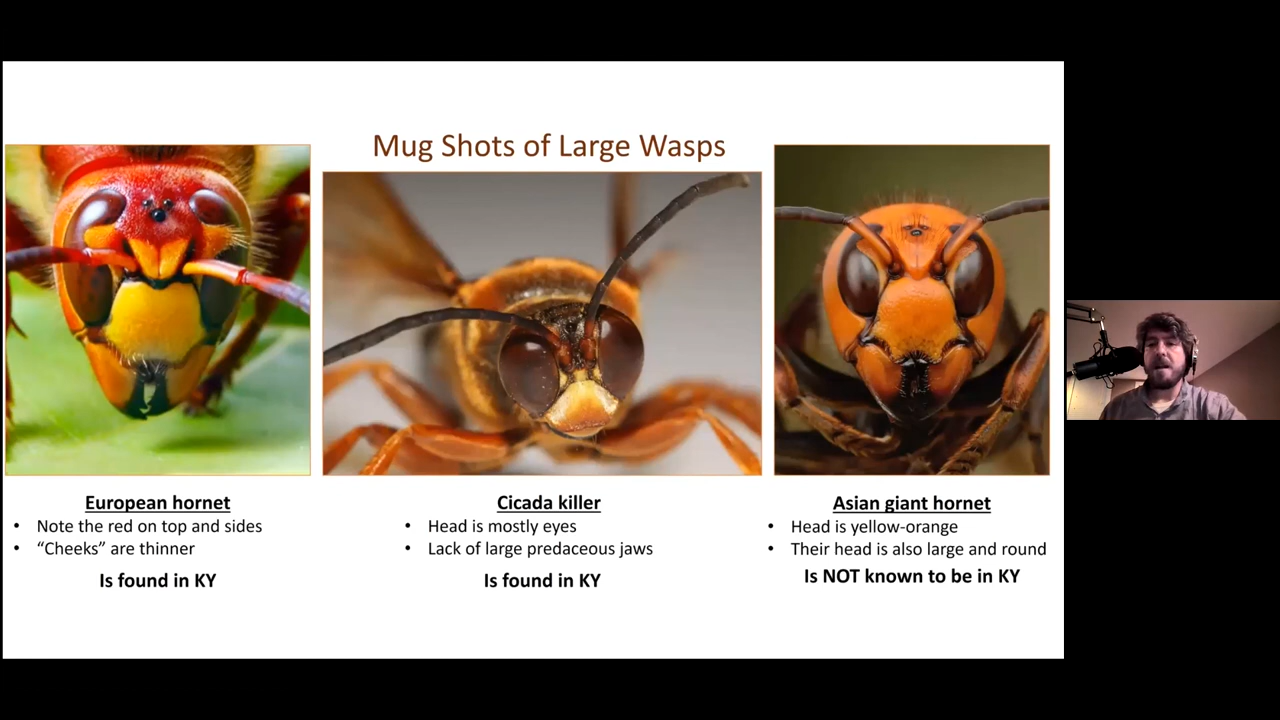 Mug Shots of Large Wasps
European hornet
• Note the red on top and sides
• “Cheeks” are thinner
Is found in KY
Cicada killer
• Head is mostly eyes
• Lack of large predaceous jaws
Is found in KY
Asian giant hornet
• Head is yellow-orange
• Their head is also large and round
Is NOT known to be in KY